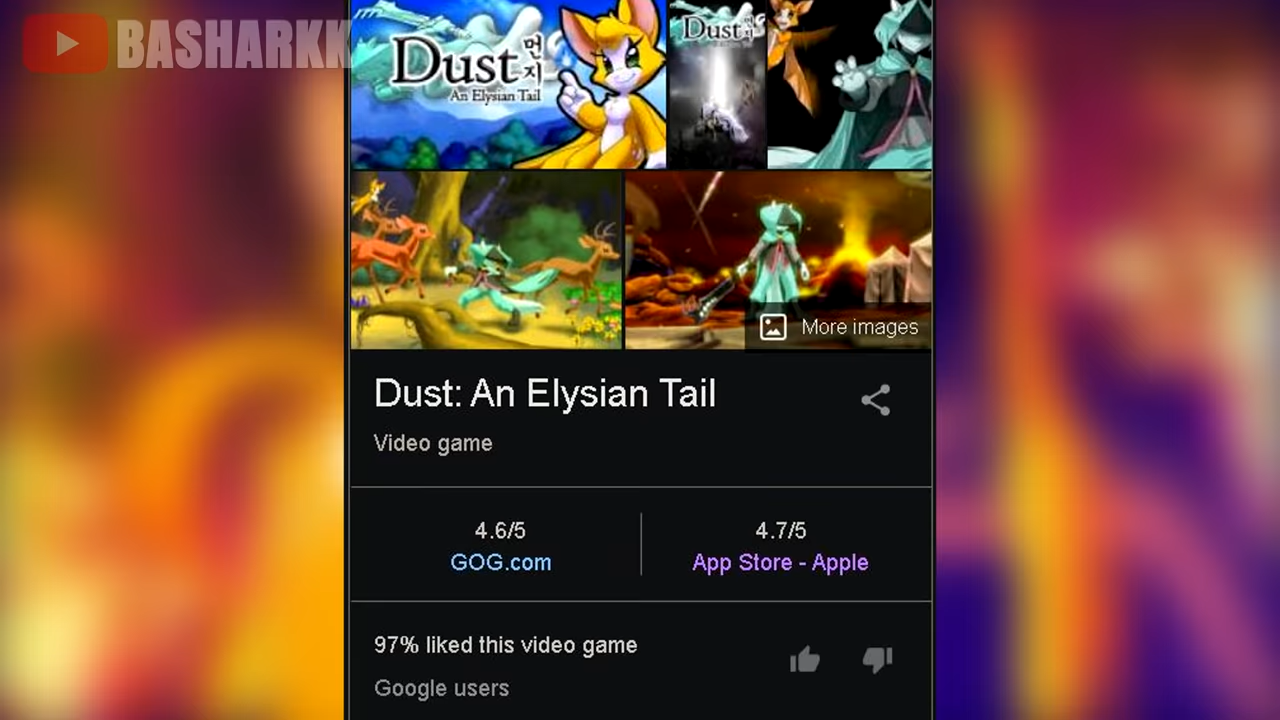 BASHARKK
Dust 먼지
An Elysian Tail
Dust
More images
Dust: An Elysian Tail
Video game
4.6/5
4.7/5
GOG.com
App Store - Apple
97% liked this video game
Google users